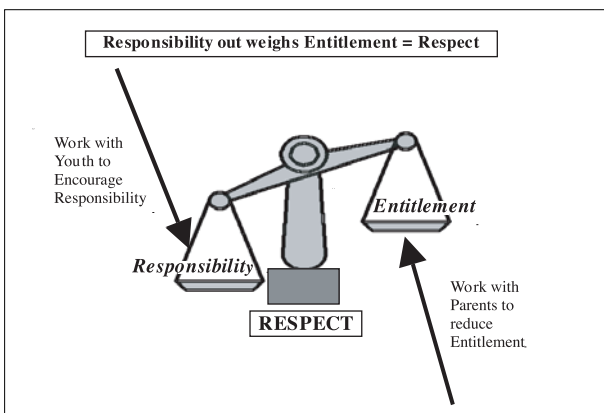 Responsibility out weighs Entitlement = Respect
Work with
Youth to
Encourage
Responsibility
Entitlement
Responsibility
Work with
Parents to
reduce
Entitlement
RESPECT